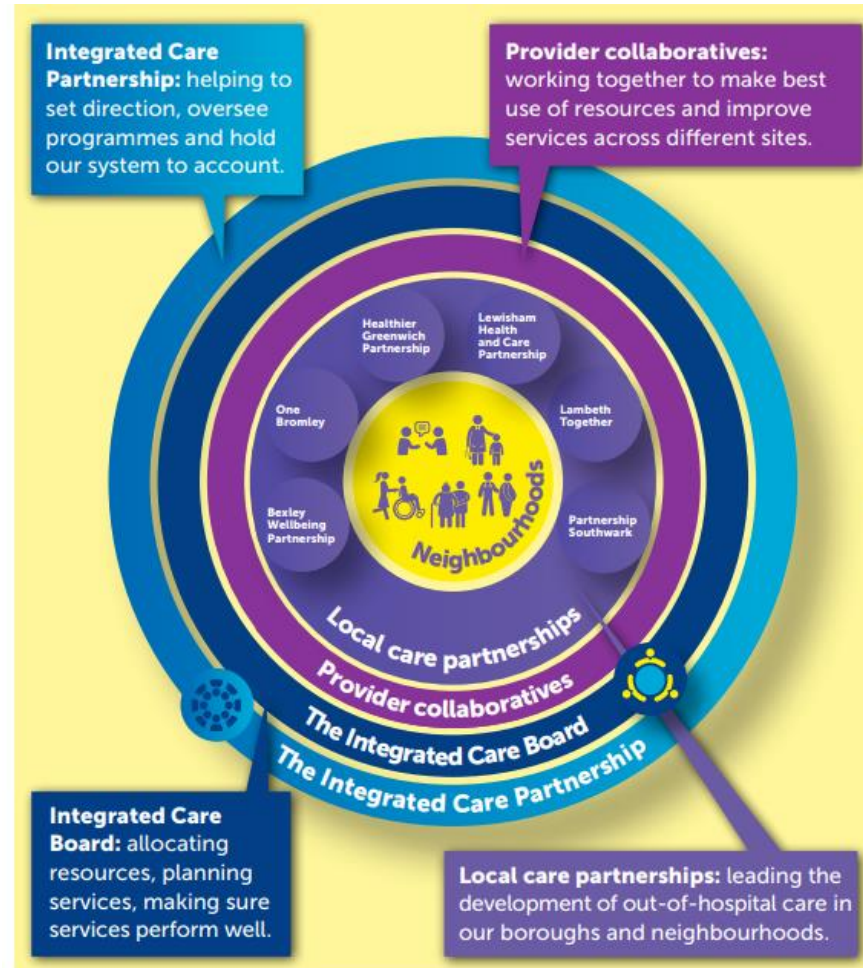 Integrated Care
Partnership: helping to
set direction, oversee
programmes and hold
our system to account.
Provider collaboratives:
working together to make best
use of resources and improve
services across different sites.
Healthier
Greenwich
Partnership
Lewisham
Health
and Care
Partnership
One
Bromley
Lambeth
Together
Bexley
Wellbeing
Partnership
Partnership
Southwark
Neighbourhoods
Local care partnerships
Provider collaboratives
The Integrated Care Board
The Integrated Care Partnership
Integrated Care
Board: allocating
resources, planning
services, making sure
services perform well.
Local care partnerships: leading the
development of out-of-hospital care in
our boroughs and neighbourhoods.